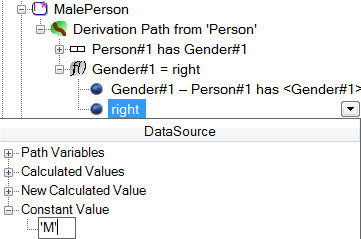 MalePerson
Derivation Path from 'Person'
Person#1 has Gender#1
f() Gender#1 = right
Gender#1 – Person#1 has <Gender#1>
right
DataSource
Path Variables
Calculated Values
New Calculated Value
Constant Value
'M'